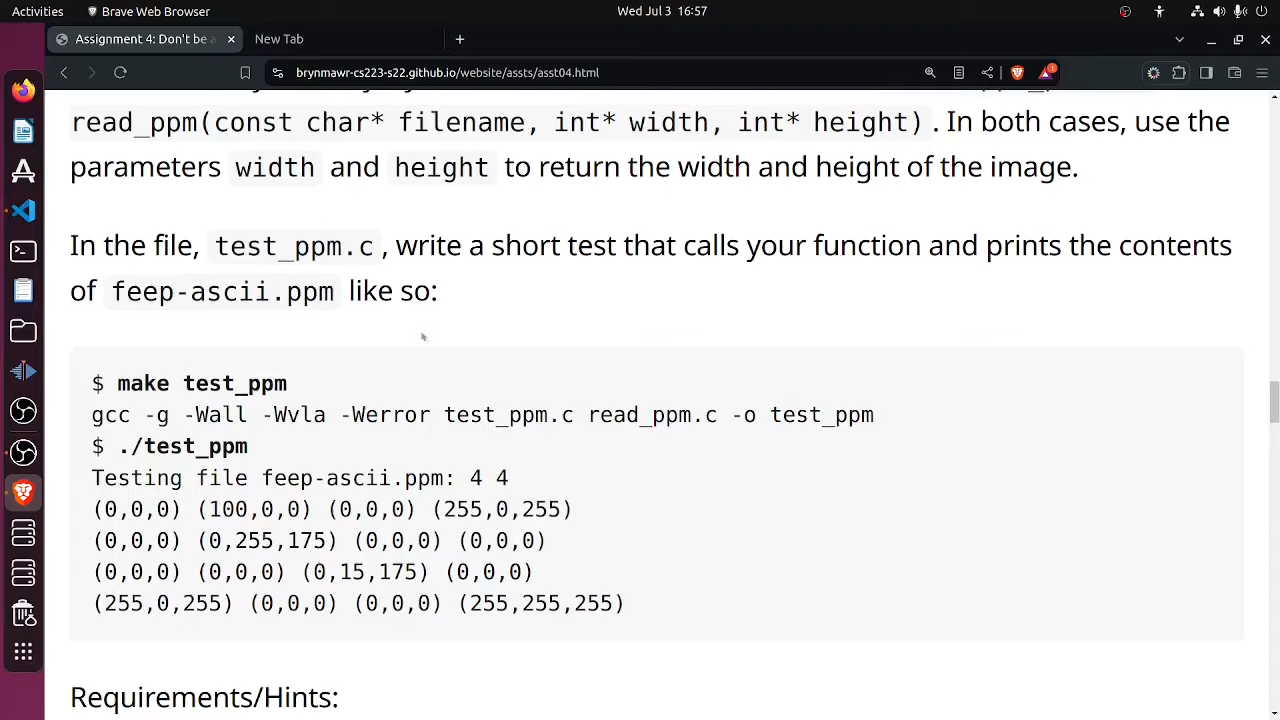 Activities
Brave Web Browser
Wed Jul 3 16:57
Assignment 4: Don't be a
New Tab
brynmawr-cs223-s22.github.io/website/assts/asst04.html
1
read_ppm(const char* filename, int* width, int* height) . In both cases, use the
parameters width and height to return the width and height of the image.
In the file, test_ppm.c , write a short test that calls your function and prints the contents
of feep-ascii.ppm like so:
$ make test_ppm
gcc -g -Wall -Wvla -Werror test_ppm.c read_ppm.c -o test_ppm
$ ./test_ppm
Testing file feep-ascii.ppm: 4 4
(0,0,0) (100,0,0) (0,0,0) (255,0,255)
(0,0,0) (0,255,175) (0,0,0) (0,0,0)
(0,0,0) (0,0,0) (0,15,175) (0,0,0)
(255,0,255) (0,0,0) (0,0,0) (255,255,255)
Requirements/Hints: